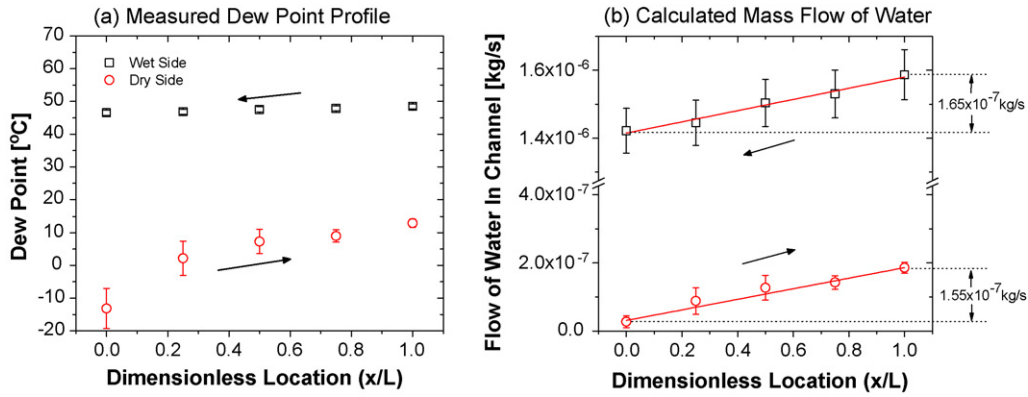 (a) Measured Dew Point Profile
Dew Point [ºC]
70
60
50
40
30
20
10
0
-10
-20
Wet Side
Dry Side
0.0 0.2 0.4 0.6 0.8 1.0
Dimensionless Location (x/L)
(b) Calculated Mass Flow of Water
Flow of Water In Channel [kg/s]
1.6x10⁻⁶
1.4x10⁻⁶
4.0x10⁻⁷
2.0x10⁻⁷
0.0
1.65x10⁻⁷kg/s
1.55x10⁻⁷kg/s
0.0 0.2 0.4 0.6 0.8 1.0
Dimensionless Location (x/L)